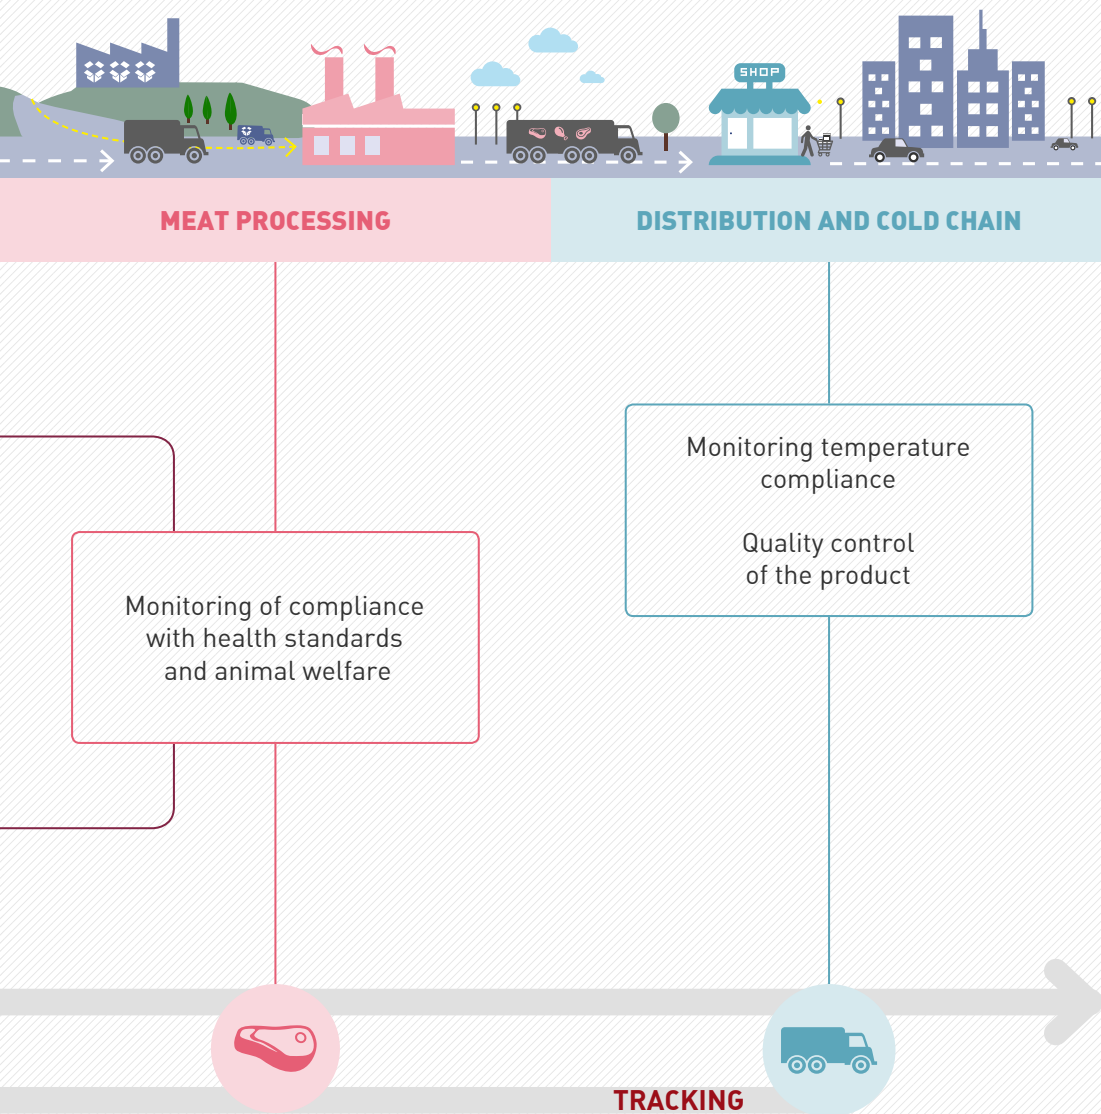 SHOP
MEAT PROCESSING
DISTRIBUTION AND COLD CHAIN
Monitoring temperature
compliance
Quality control
of the product
Monitoring of compliance
with health standards
and animal welfare
TRACKING